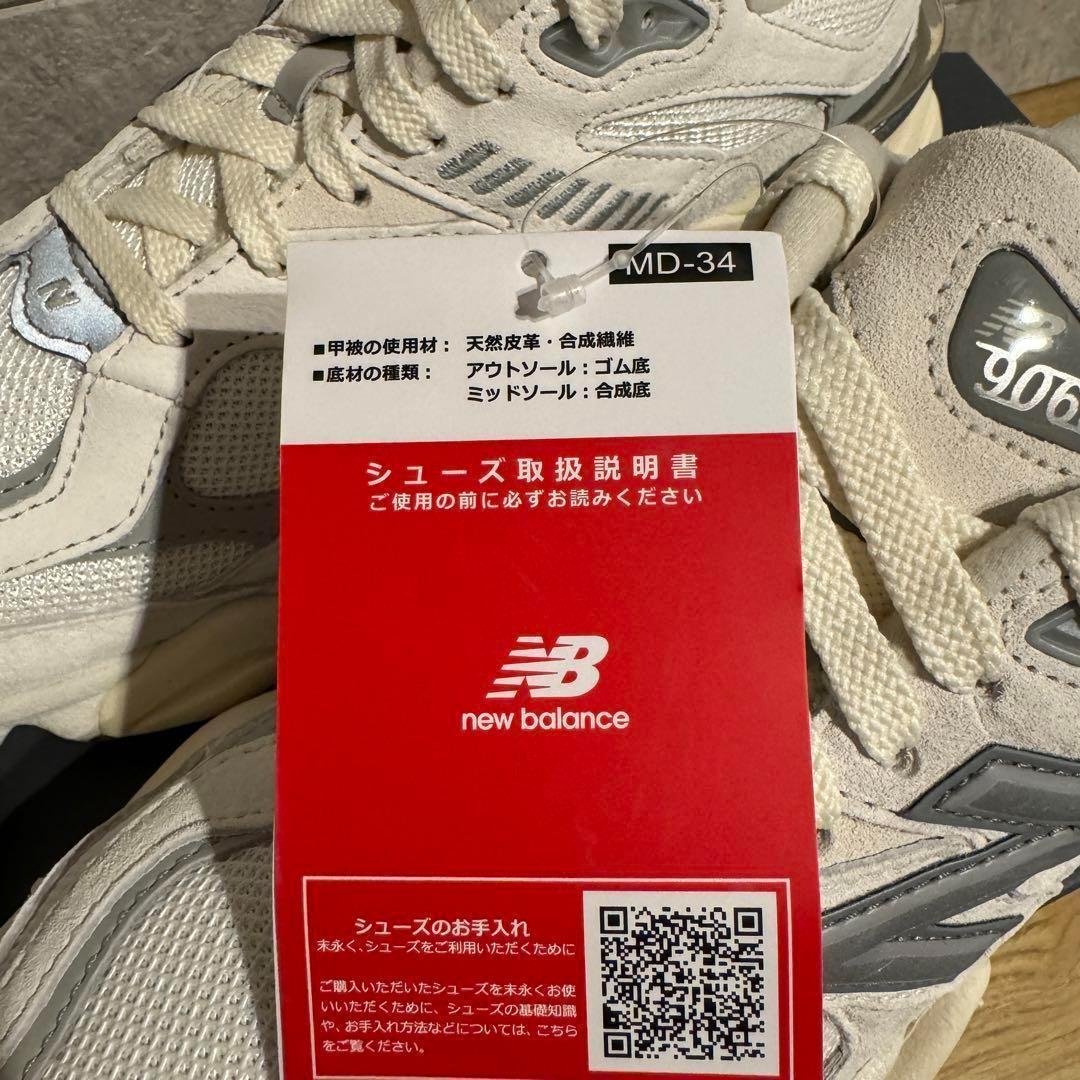 MD-34
■甲被の使用材： 天然皮革・合成繊維
■底材の種類： アウトソール：ゴム底
ミッドソール：合成底
シューズ取扱説明書
ご使用の前に必ずお読みください
NB
new balance
シューズのお手入れ
末永く、シューズをご利用いただくために
ご購入いただいたシューズを末永くお使
いいただくために、シューズの基礎知識
や、お手入れ方法などについては、こちら
をご覧ください。
N
NB